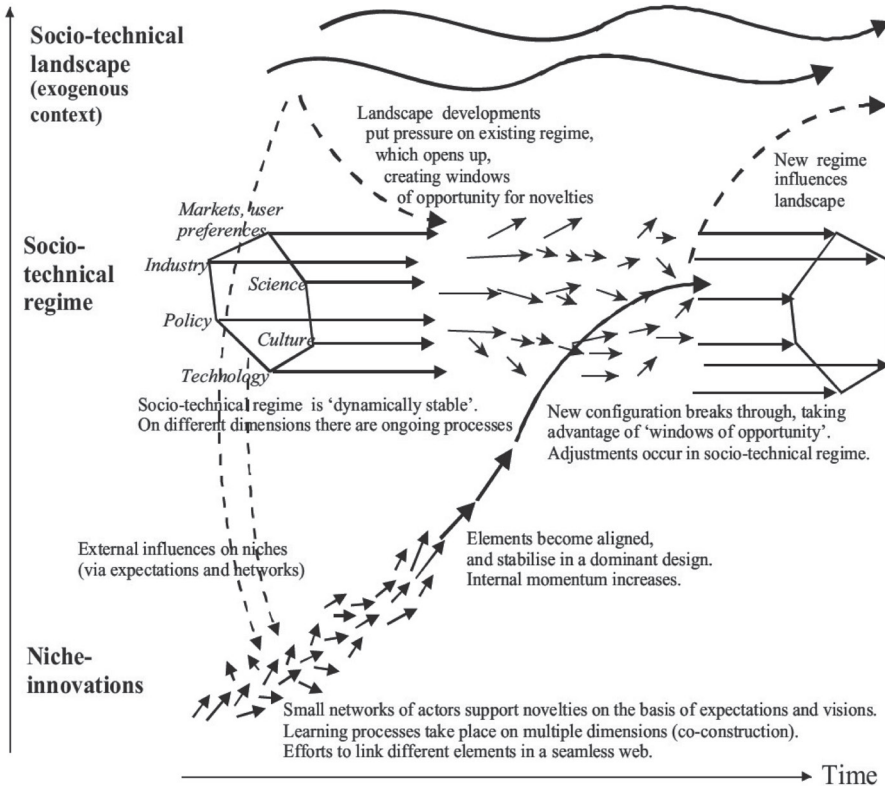 Socio-technical
landscape
(exogenous
context)
Landscape developments
put pressure on existing regime,
which opens up,
creating windows
of opportunity for novelties
New regime
influences
landscape
Markets, user
preferences
Socio-
technical
regime
Industry
Science
Policy
Culture
Technology
Socio-technical regime is ‘dynamically stable’.
On different dimensions there are ongoing processes
New configuration breaks through, taking
advantage of ‘windows of opportunity’.
Adjustments occur in socio-technical regime.
External influences on niches
(via expectations and networks)
Elements become aligned,
and stabilise in a dominant design.
Internal momentum increases.
Niche-
innovations
Small networks of actors support novelties on the basis of expectations and visions.
Learning processes take place on multiple dimensions (co-construction).
Efforts to link different elements in a seamless web.
Time